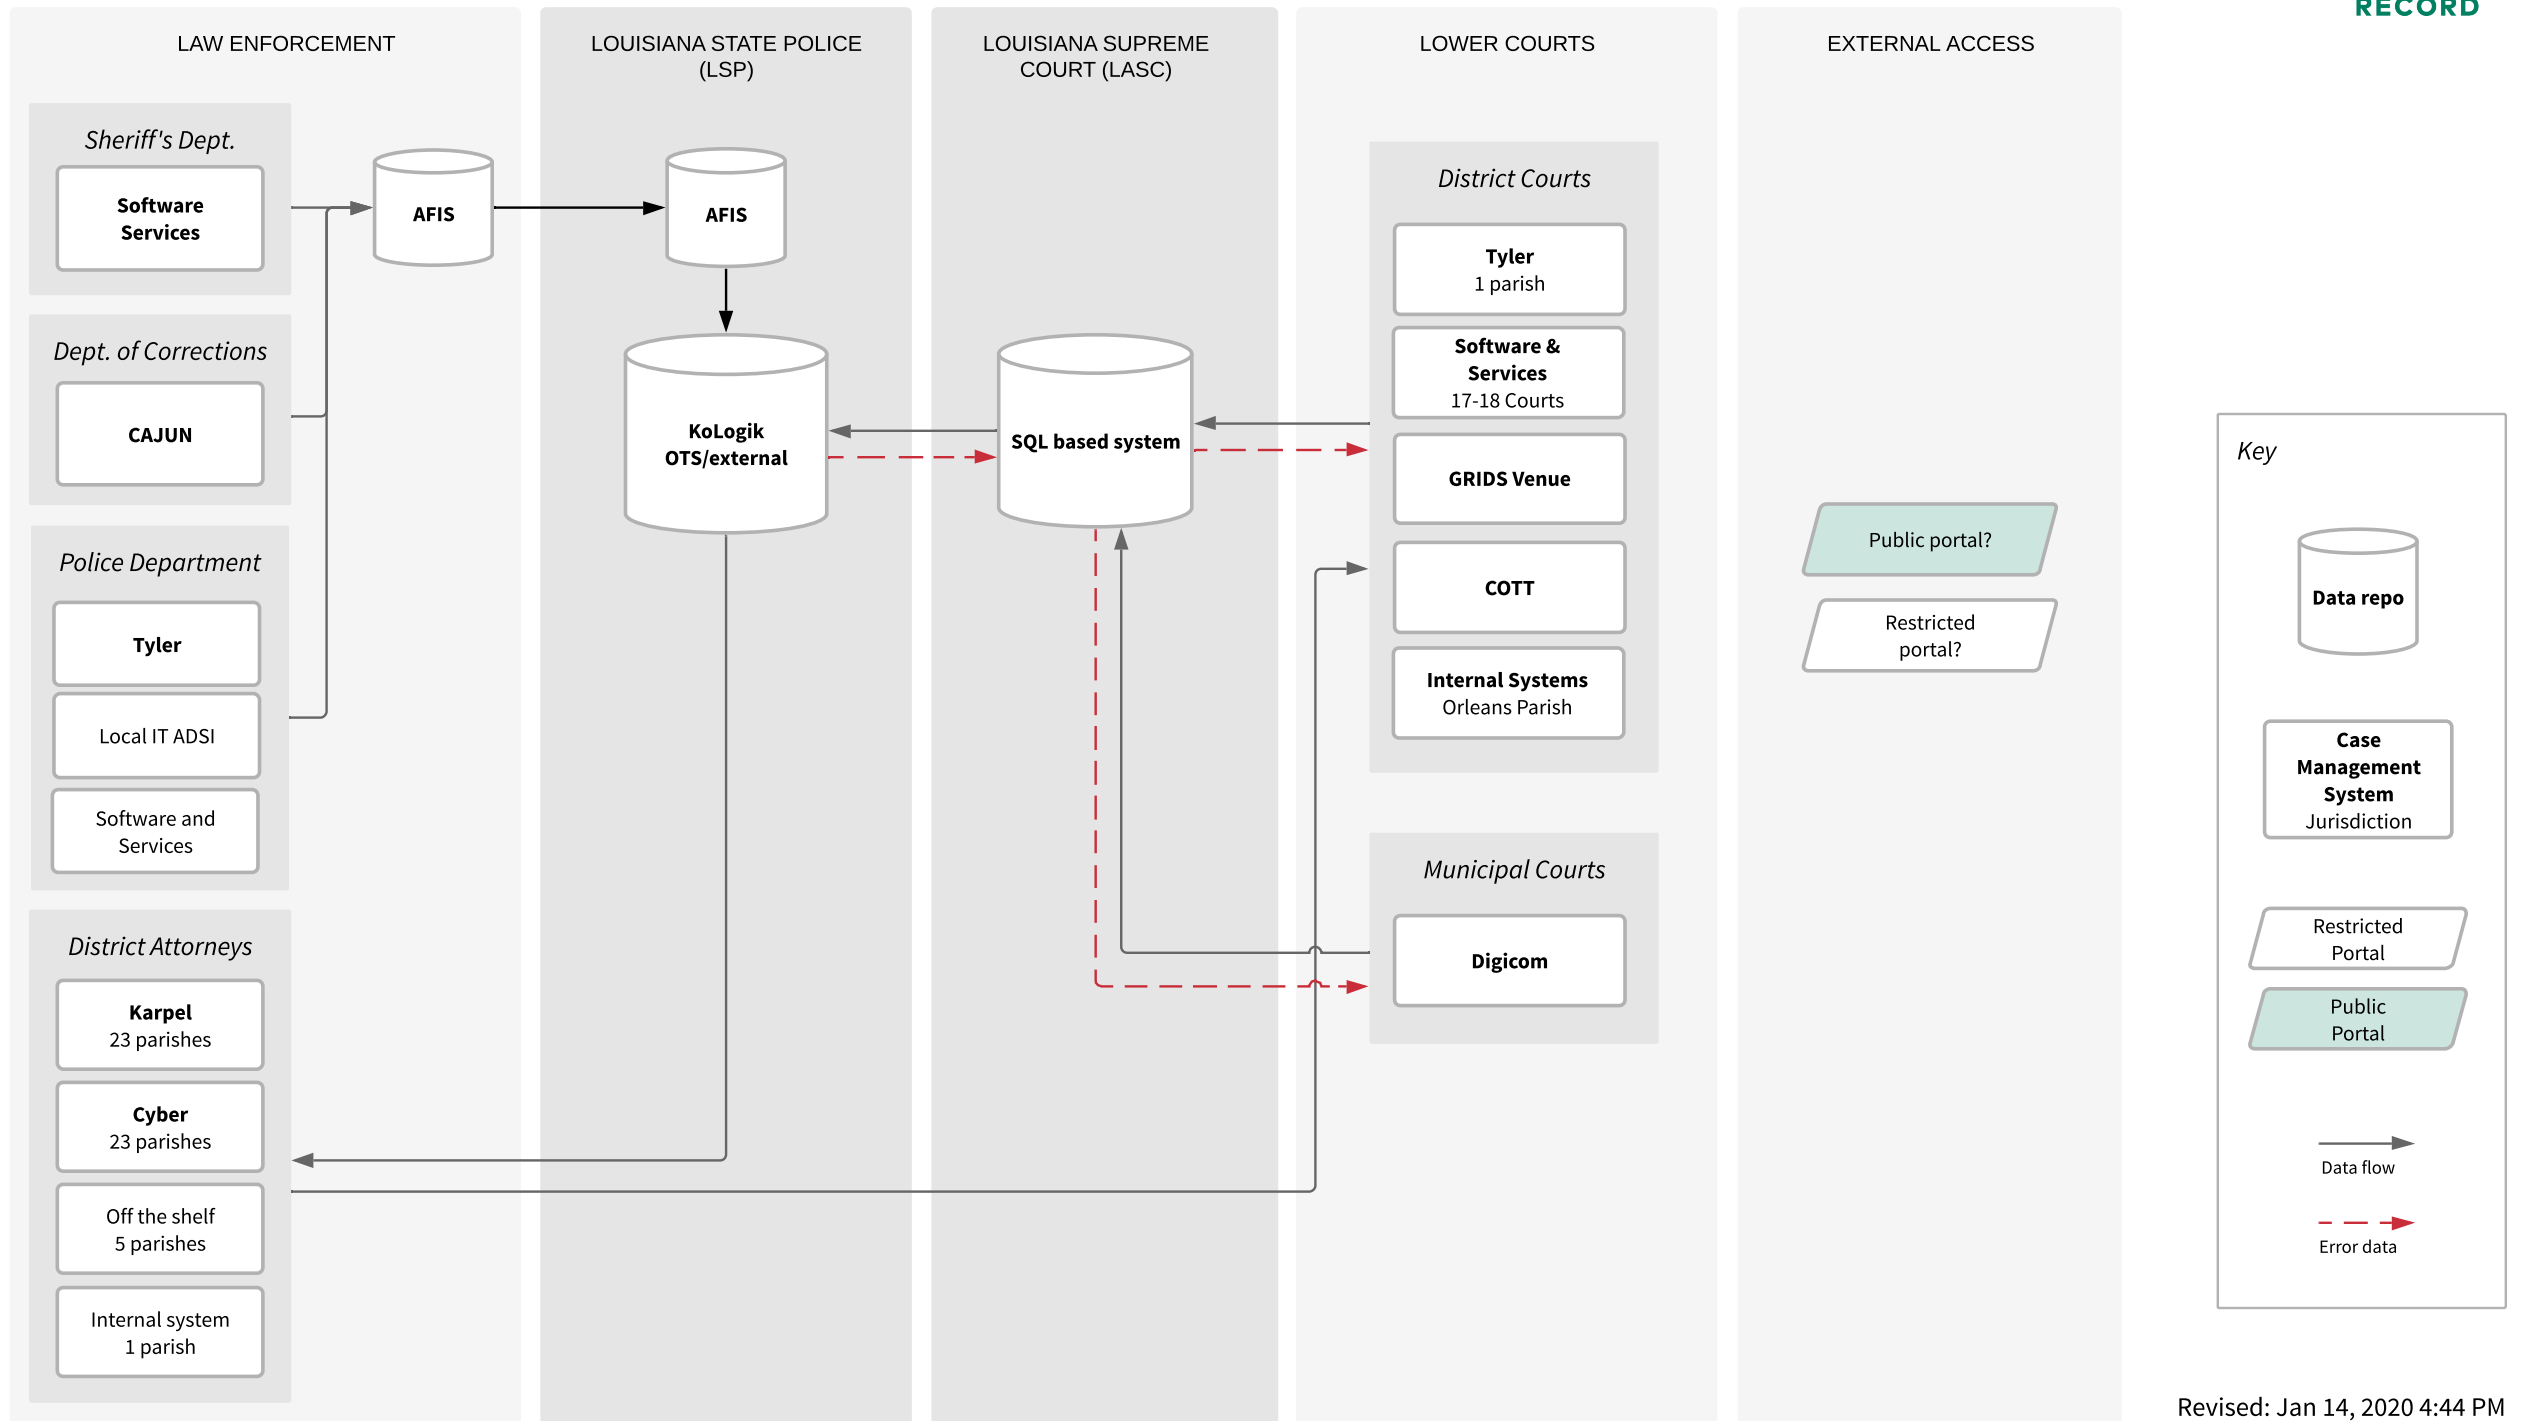 RECORD
LAW ENFORCEMENT
Sheriff's Dept.
Software
Services
AFIS
Dept. of Corrections
CAJUN
Police Department
Tyler
Local IT ADSI
Software and
Services
District Attorneys
Karpel
23 parishes
Cyber
23 parishes
Off the shelf
5 parishes
Internal system
1 parish
LOUISIANA STATE POLICE
(LSP)
AFIS
KoLogik
OTS/external
LOUISIANA SUPREME
COURT (LASC)
SQL based system
LOWER COURTS
District Courts
Tyler
1 parish
Software &
Services
17-18 Courts
GRIDS Venue
COTT
Internal Systems
Orleans Parish
Municipal Courts
Digicom
EXTERNAL ACCESS
Public portal?
Restricted
portal?
Key
Data repo
Case
Management
System
Jurisdiction
Restricted
Portal
Public
Portal
Data flow
Error data
Revised: Jan 14, 2020 4:44 PM